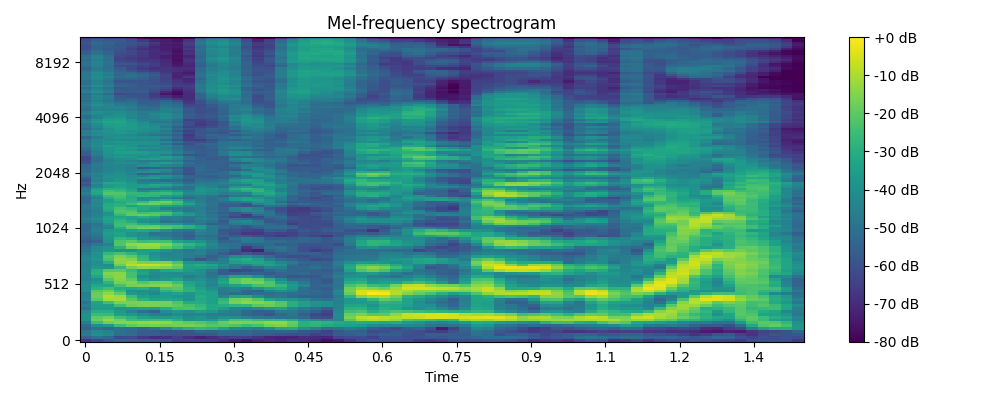 Mel-frequency spectrogram
Hz
8192
4096
2048
1024
512
0
0 0.15 0.3 0.45 0.6 0.75 0.9 1.1 1.2 1.4
Time
+0 dB
-10 dB
-20 dB
-30 dB
-40 dB
-50 dB
-60 dB
-70 dB
-80 dB